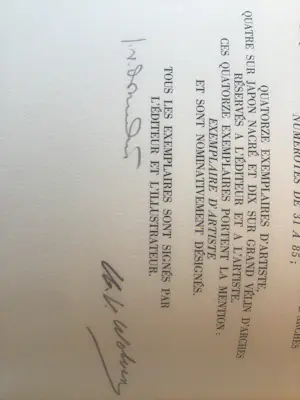 D'ARCHES
NUMÉROTÉS DE 31 A 85 ;
QUATORZE EXEMPLAIRES D'ARTISTE,
QUATRE SUR JAPON NACRÉ ET DIX SUR GRAND VÉLIN D'ARCHES
RÉSERVÉS A L'ÉDITEUR ET A L'ARTISTE.
CES QUATORZE EXEMPLAIRES PORTENT LA MENTION :
EXEMPLAIRE D'ARTISTE
ET SONT NOMINATIVEMENT DÉSIGNÉS.
TOUS LES EXEMPLAIRES SONT SIGNÉS PAR
L'ÉDITEUR ET L'ILLUSTRATEUR.